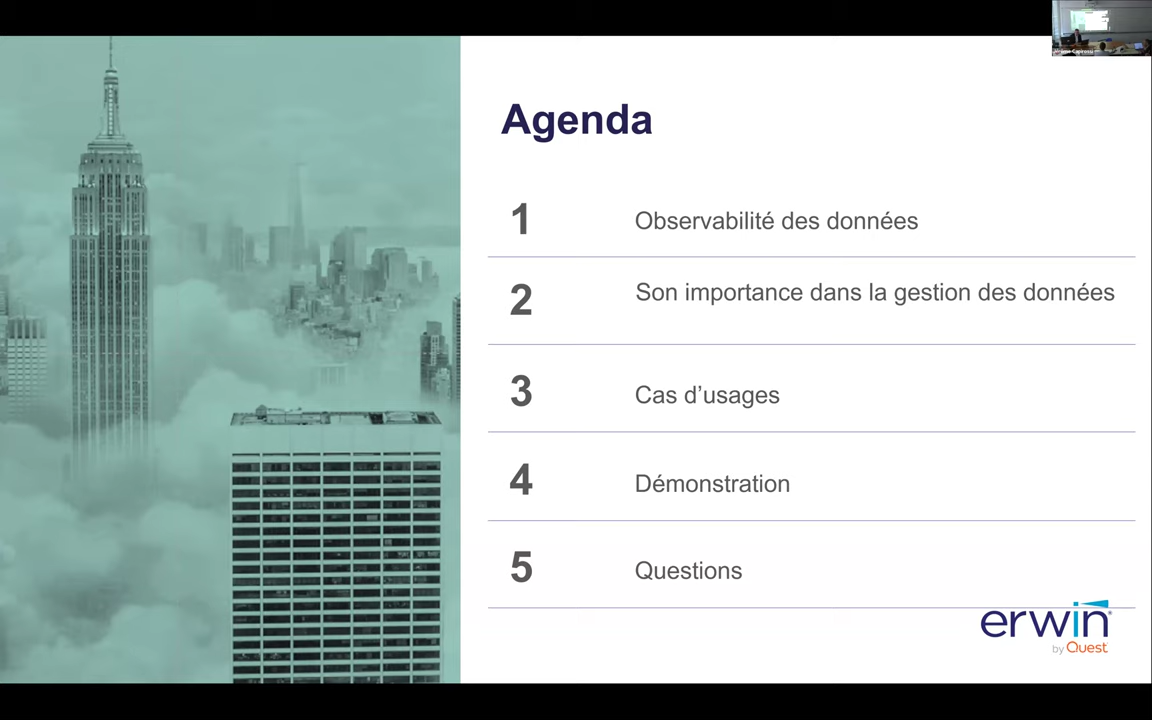 Agenda
1 Observabilité des données
2 Son importance dans la gestion des données
3 Cas d’usages
4 Démonstration
5 Questions
erwin®
by Quest